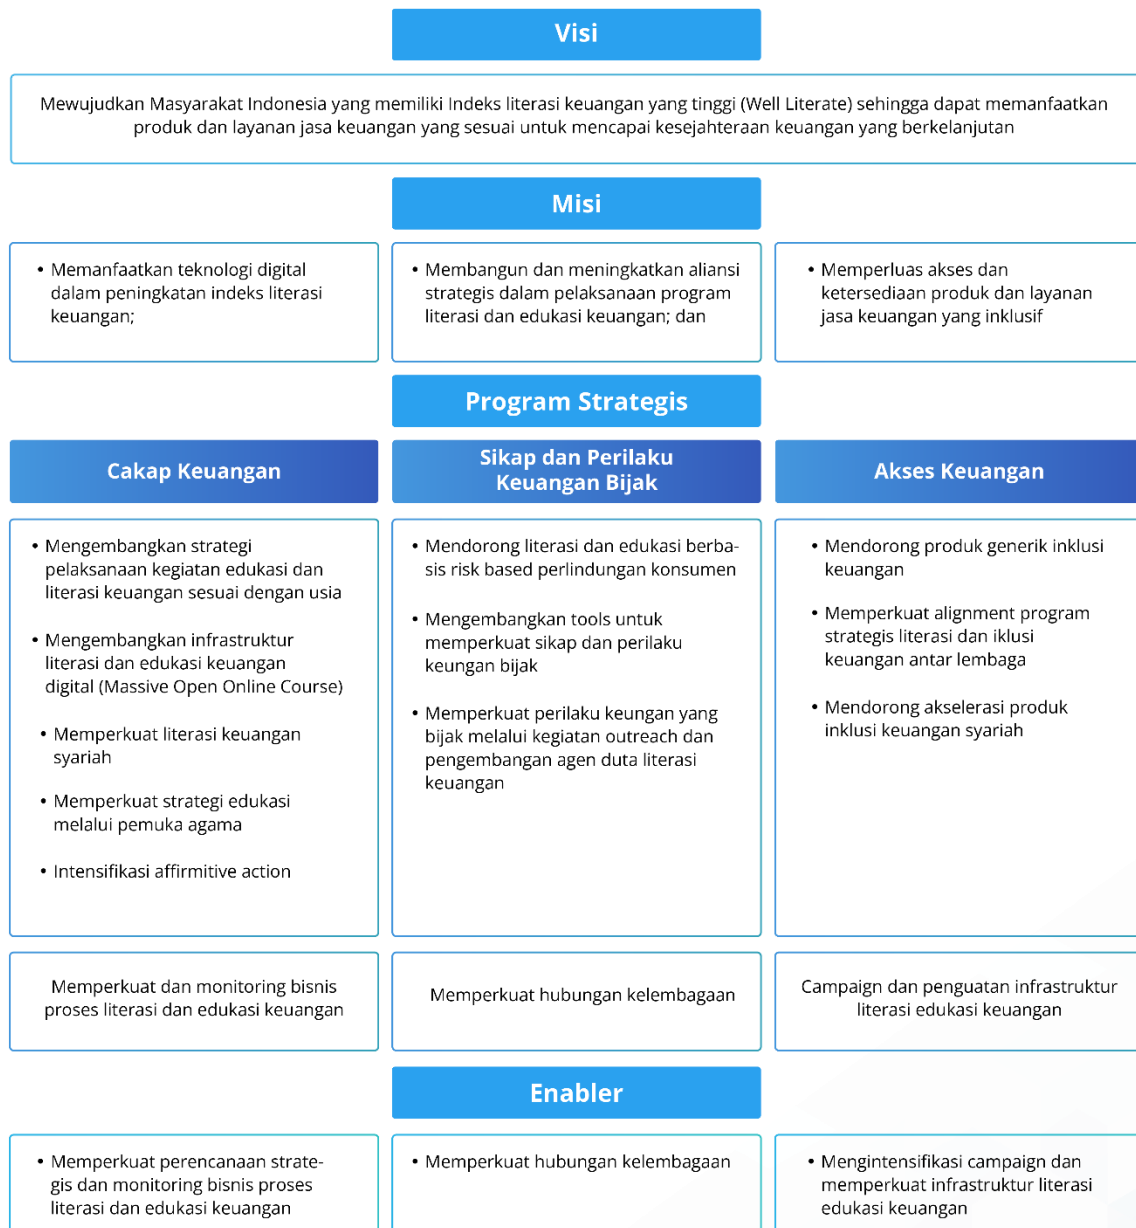 Visi
Mewujudkan Masyarakat Indonesia yang memiliki Indeks literasi keuangan yang tinggi (Well Literate) sehingga dapat memanfaatkan
produk dan layanan jasa keuangan yang sesuai untuk mencapai kesejahteraan keuangan yang berkelanjutan
Misi
• Memanfaatkan teknologi digital
dalam peningkatan indeks literasi
keuangan;
• Membangun dan meningkatkan aliansi
strategis dalam pelaksanaan program
literasi dan edukasi keuangan; dan
• Memperluas akses dan
ketersediaan produk dan layanan
jasa keuangan yang inklusif
Program Strategis
Cakap Keuangan
Sikap dan Perilaku
Keuangan Bijak
Akses Keuangan
• Mengembangkan strategi
pelaksanaan kegiatan edukasi dan
literasi keuangan sesuai dengan usia
• Mengembangkan infrastruktur
literasi dan edukasi keuangan
digital (Massive Open Online Course)
• Memperkuat literasi keuangan
syariah
• Memperkuat strategi edukasi
melalui pemuka agama
• Intensifikasi affirmitive action
• Mendorong literasi dan edukasi berba-
sis risk based perlindungan konsumen
• Mengembangkan tools untuk
memperkuat sikap dan perilaku
keungan bijak
• Memperkuat perilaku keungan yang
bijak melalui kegiatan outreach dan
pengembangan agen duta literasi
keuangan
• Mendorong produk generik inklusi
keuangan
• Memperkuat alignment program
strategis literasi dan iklusi
keuangan antar lembaga
• Mendorong akselerasi produk
inklusi keuangan syariah
Memperkuat dan monitoring bisnis
proses literasi dan edukasi keuangan
Memperkuat hubungan kelembagaan
Campaign dan penguatan infrastruktur
literasi edukasi keuangan
Enabler
• Memperkuat perencanaan strate-
gis dan monitoring bisnis proses
literasi dan edukasi keuangan
• Memperkuat hubungan kelembagaan
• Mengintensifikasi campaign dan
memperkuat infrastruktur literasi
edukasi keuangan